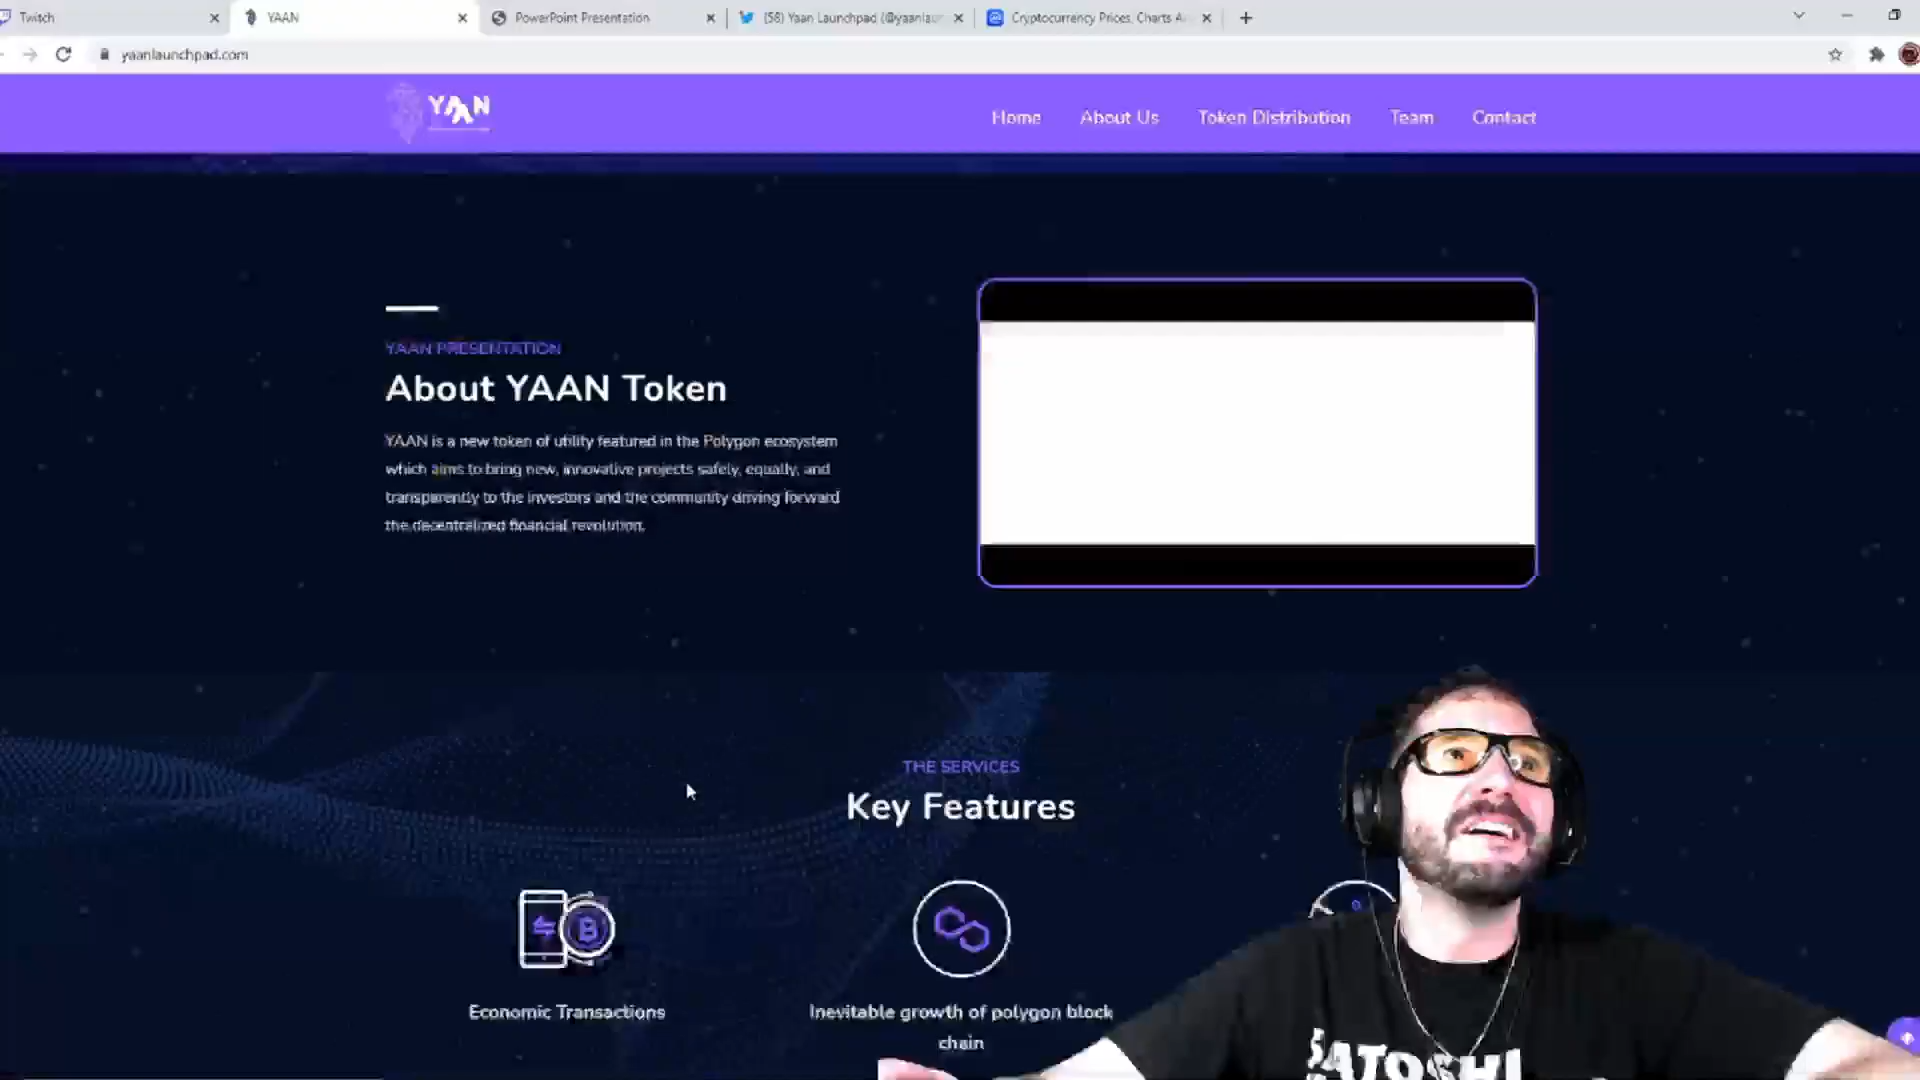 Twitch
YAAN
PowerPoint Presentation
(58) Yaan Launchpad (@yaanlau
Cryptocurrency Prices, Charts A
yaanlaunchpad.com
YAAN
Home
About Us
Token Distribution
Team
Contact
YAAN PRESENTATION
About YAAN Token
YAAN is a new token of utility featured in the Polygon ecosystem
which aims to bring new, innovative projects safely, equally, and
transparently to the investors and the community driving forward
the decentralized financial revolution.
THE SERVICES
Key Features
Economic Transactions
Inevitable growth of polygon block
chain
SATOSHI